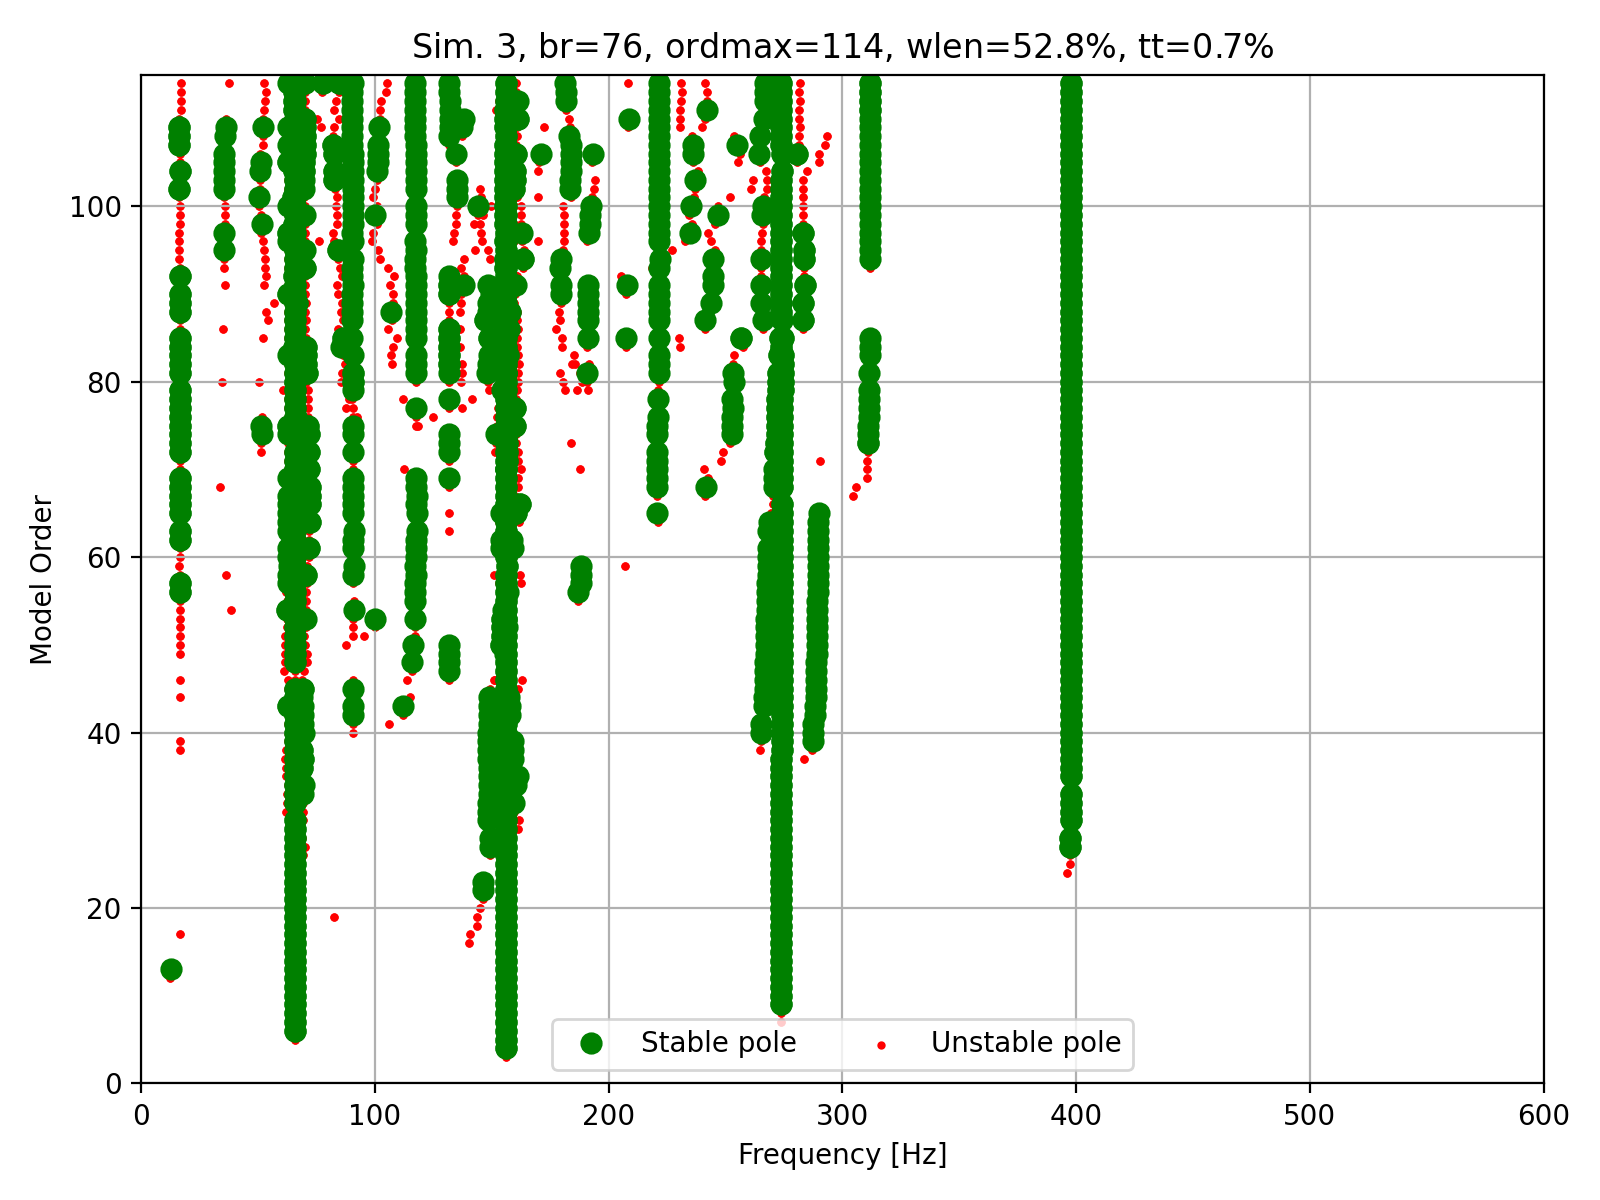 Sim. 3, br=76, ordmax=114, wlen=52.8%, tt=0.7%
Model Order
100
80
60
40
20
0
Stable pole
Unstable pole
0 100 200 300 400 500 600
Frequency [Hz]